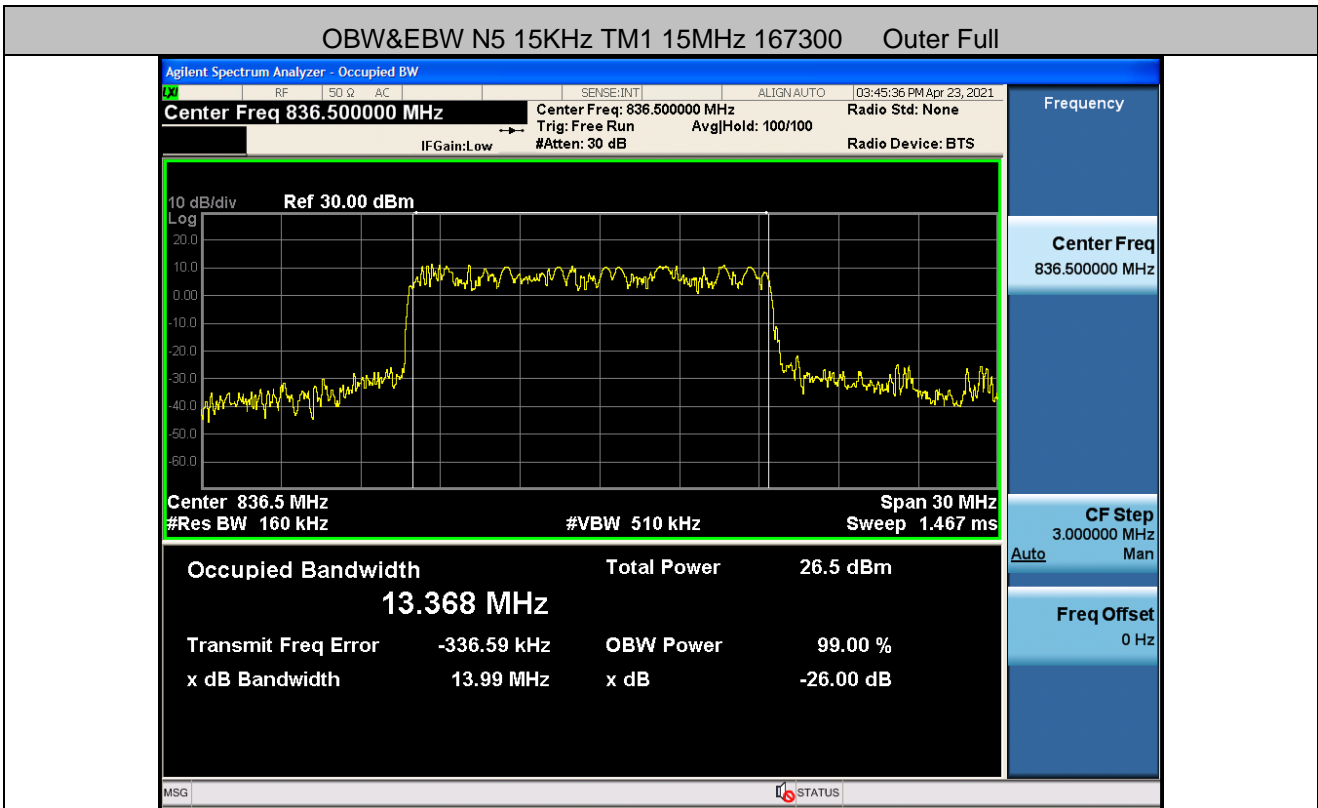 OBW&EBW N5 15KHz TM1 15MHz 167300 Outer Full
Agilent Spectrum Analyzer - Occupied BW
LXI RF 50 Ω AC SENSE:INT ALIGN AUTO 03:45:36 PM Apr 23, 2021
Center Freq 836.500000 MHz Center Freq: 836.500000 MHz Radio Std: None
Trig: Free Run Avg|Hold: 100/100
IFGain:Low #Atten: 30 dB Radio Device: BTS
Frequency
10 dB/div Ref 30.00 dBm
Log
20.0
10.0
0.00
-10.0
-20.0
-30.0
-40.0
-50.0
-60.0
Center 836.5 MHz Span 30 MHz
#Res BW 160 kHz #VBW 510 kHz Sweep 1.467 ms
Center Freq
836.500000 MHz
CF Step
3.000000 MHz
Auto Man
Freq Offset
0 Hz
Occupied Bandwidth Total Power 26.5 dBm
13.368 MHz
Transmit Freq Error -336.59 kHz OBW Power 99.00 %
x dB Bandwidth 13.99 MHz x dB -26.00 dB
MSG STATUS